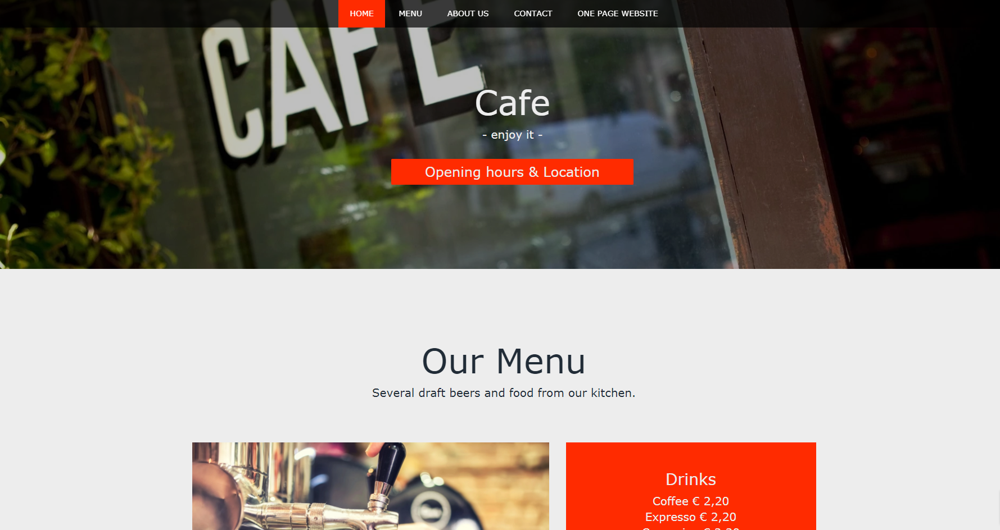 HOME MENU ABOUT US CONTACT ONE PAGE WEBSITE
CAFE
Cafe
- enjoy it -
Opening hours & Location
Our Menu
Several draft beers and food from our kitchen.
Drinks
Coffee € 2,20
Expresso € 2,20